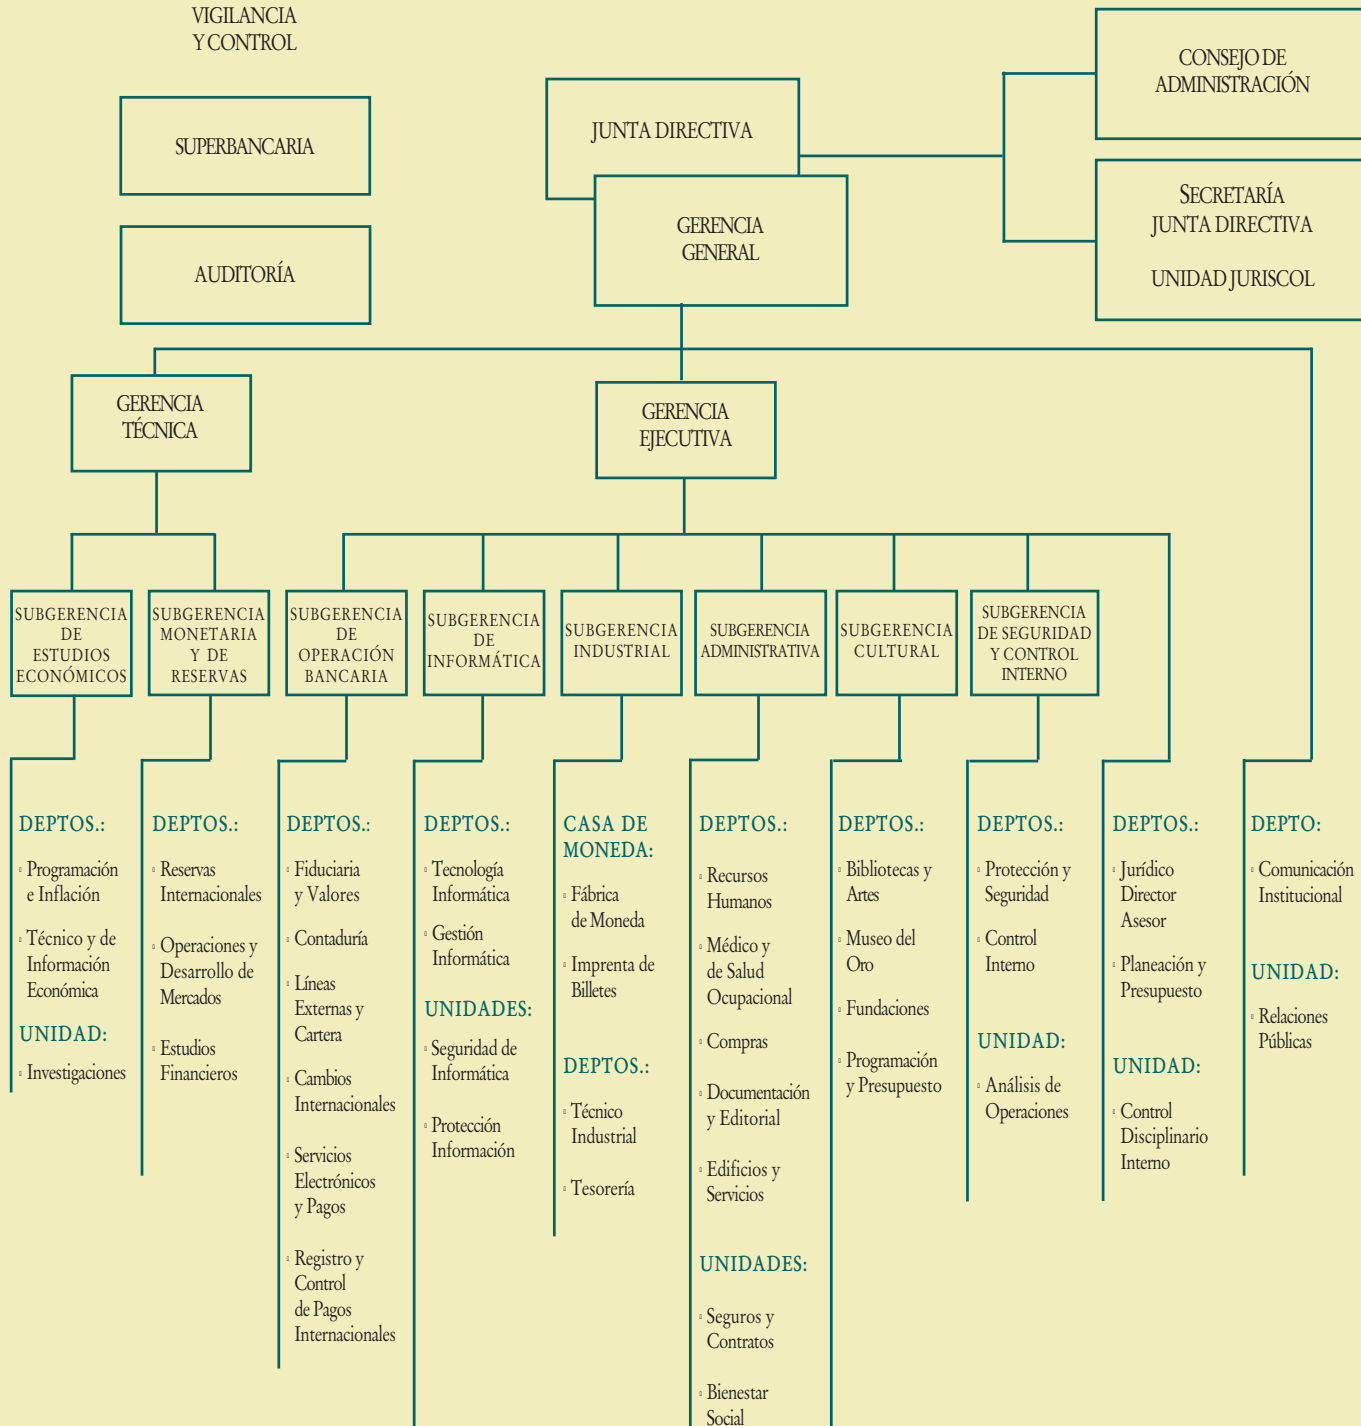 VIGILANCIA
Y CONTROL
SUPERBANCARIA
AUDITORÍA
JUNTA DIRECTIVA
GERENCIA
GENERAL
CONSEJO DE
ADMINISTRACIÓN
SECRETARÍA
JUNTA DIRECTIVA
UNIDAD JURISCOL
GERENCIA
TÉCNICA
GERENCIA
EJECUTIVA
SUBGERENCIA
DE
ESTUDIOS
ECONÓMICOS
SUBGERENCIA
MONETARIA
Y DE
RESERVAS
SUBGERENCIA
DE
OPERACIÓN
BANCARIA
SUBGERENCIA
DE
INFORMÁTICA
SUBGERENCIA
INDUSTRIAL
SUBGERENCIA
ADMINISTRATIVA
SUBGERENCIA
CULTURAL
SUBGERENCIA
DE SEGURIDAD
Y CONTROL
INTERNO
DEPTOS.:
Programación
e Inflación
Técnico y de
Información
Económica
UNIDAD:
Investigaciones
DEPTOS.:
Reservas
Internacionales
Operaciones y
Desarrollo de
Mercados
Estudios
Financieros
DEPTOS.:
Fiduciaria
y Valores
Contaduría
Líneas
Externas y
Cartera
Cambios
Internacionales
Servicios
Electrónicos
y Pagos
Registro y
Control
de Pagos
Internacionales
DEPTOS.:
Tecnología
Informática
Gestión
Informática
UNIDADES:
Seguridad de
Informática
Protección
Información
CASA DE
MONEDA:
Fábrica
de Moneda
Imprenta de
Billetes
DEPTOS.:
Técnico
Industrial
Tesorería
DEPTOS.:
Recursos
Humanos
Médico y
de Salud
Ocupacional
Compras
Documentación
y Editorial
Edificios y
Servicios
UNIDADES:
Seguros y
Contratos
Bienestar
Social
DEPTOS.:
Bibliotecas y
Artes
Museo del
Oro
Fundaciones
Programación
y Presupuesto
DEPTOS.:
Protección y
Seguridad
Control
Interno
UNIDAD:
Análisis de
Operaciones
DEPTOS.:
Jurídico
Director
Asesor
Planeación y
Presupuesto
UNIDAD:
Control
Disciplinario
Interno
DEPTO:
Comunicación
Institucional
UNIDAD:
Relaciones
Públicas